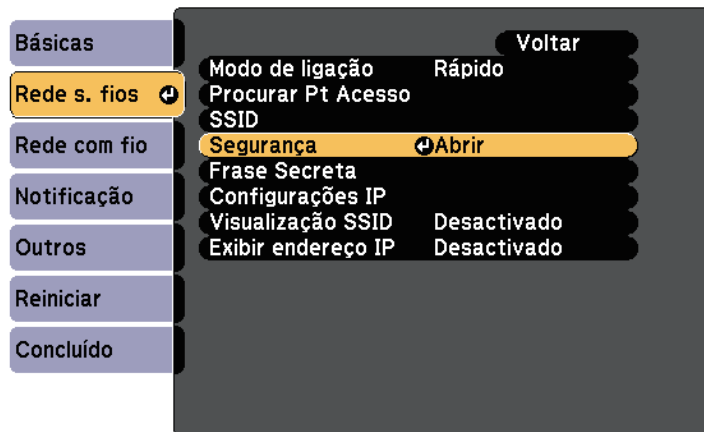 Básicas
Rede s. fios
Rede com fio
Notificação
Outros
Reiniciar
Concluído
Voltar
Modo de ligação Rápido
Procurar Pt Acesso
SSID
Segurança Abrir
Frase Secreta
Configurações IP
Visualização SSID Desactivado
Exibir endereço IP Desactivado